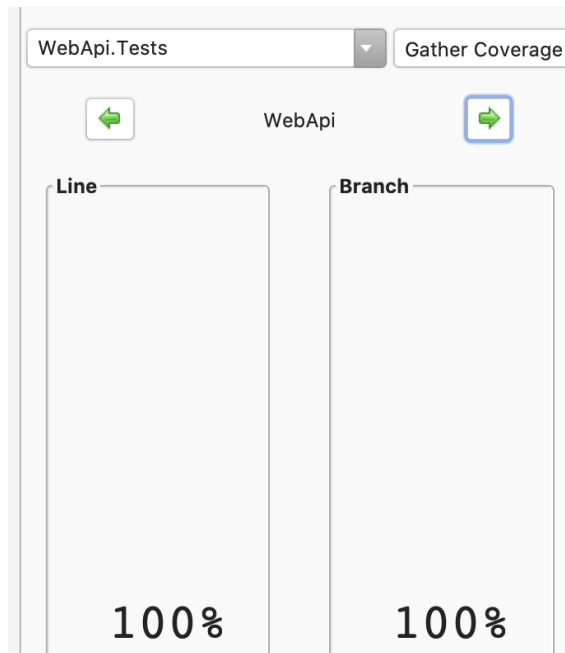 WebApi.Tests
Gather Coverage
WebApi
Line
Branch
100%
100%